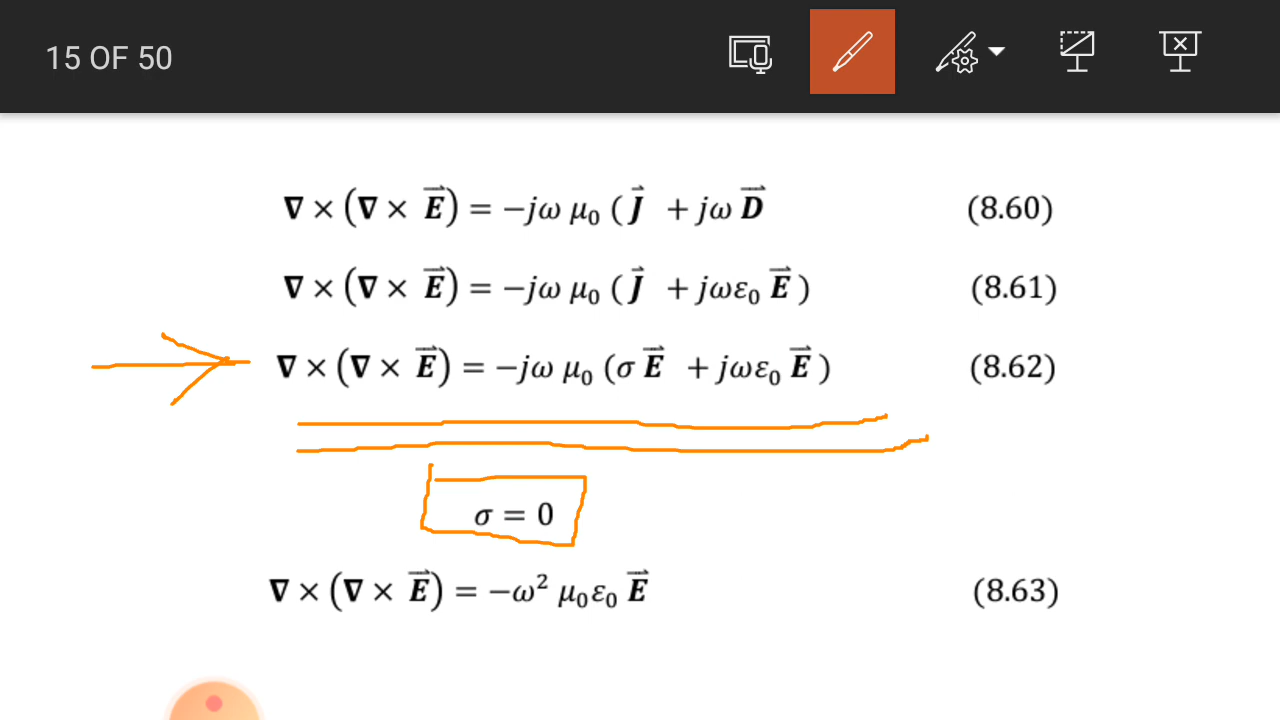 15 OF 50
∇ × (∇ × E⃗) = −jω μ₀ (J⃗ + jω D⃗ (8.60)
∇ × (∇ × E⃗) = −jω μ₀ (J⃗ + jωε₀ E⃗ ) (8.61)
∇ × (∇ × E⃗) = −jω μ₀ (σ E⃗ + jωε₀ E⃗ ) (8.62)
σ = 0
∇ × (∇ × E⃗) = −ω² μ₀ε₀ E⃗ (8.63)